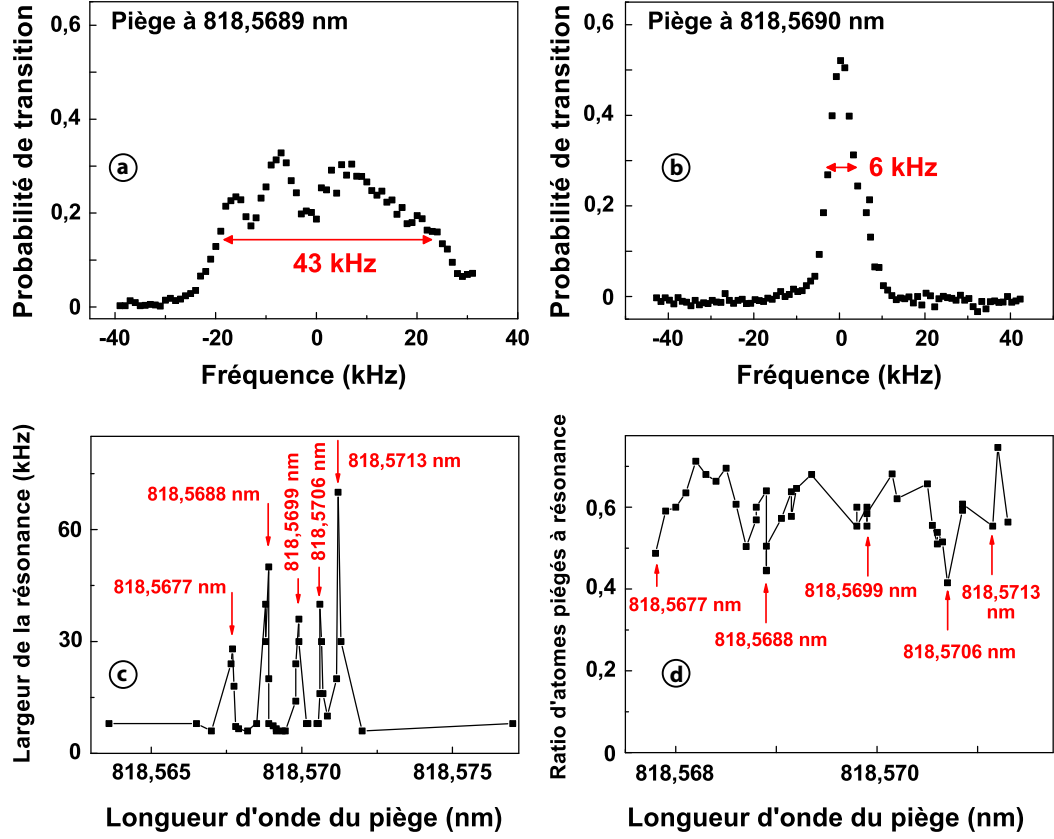 Piège à 818,5689 nm
Probabilité de transition
0,6
0,4
0,2
0
a
43 kHz
-40 -20 0 20 40
Fréquence (kHz)
Piège à 818,5690 nm
Probabilité de transition
0,6
0,4
0,2
0
b
6 kHz
-40 -20 0 20 40
Fréquence (kHz)
Largeur de la résonance (kHz)
60
30
0
818,5677 nm
818,5688 nm
818,5699 nm
818,5706 nm
818,5713 nm
c
818,565 818,570 818,575
Longueur d'onde du piège (nm)
Ratio d'atomes piégés à résonance
0,6
0,4
0,2
0
818,5677 nm
818,5688 nm
818,5699 nm
818,5706 nm
818,5713
nm
d
818,568 818,570
Longueur d'onde du piège (nm)